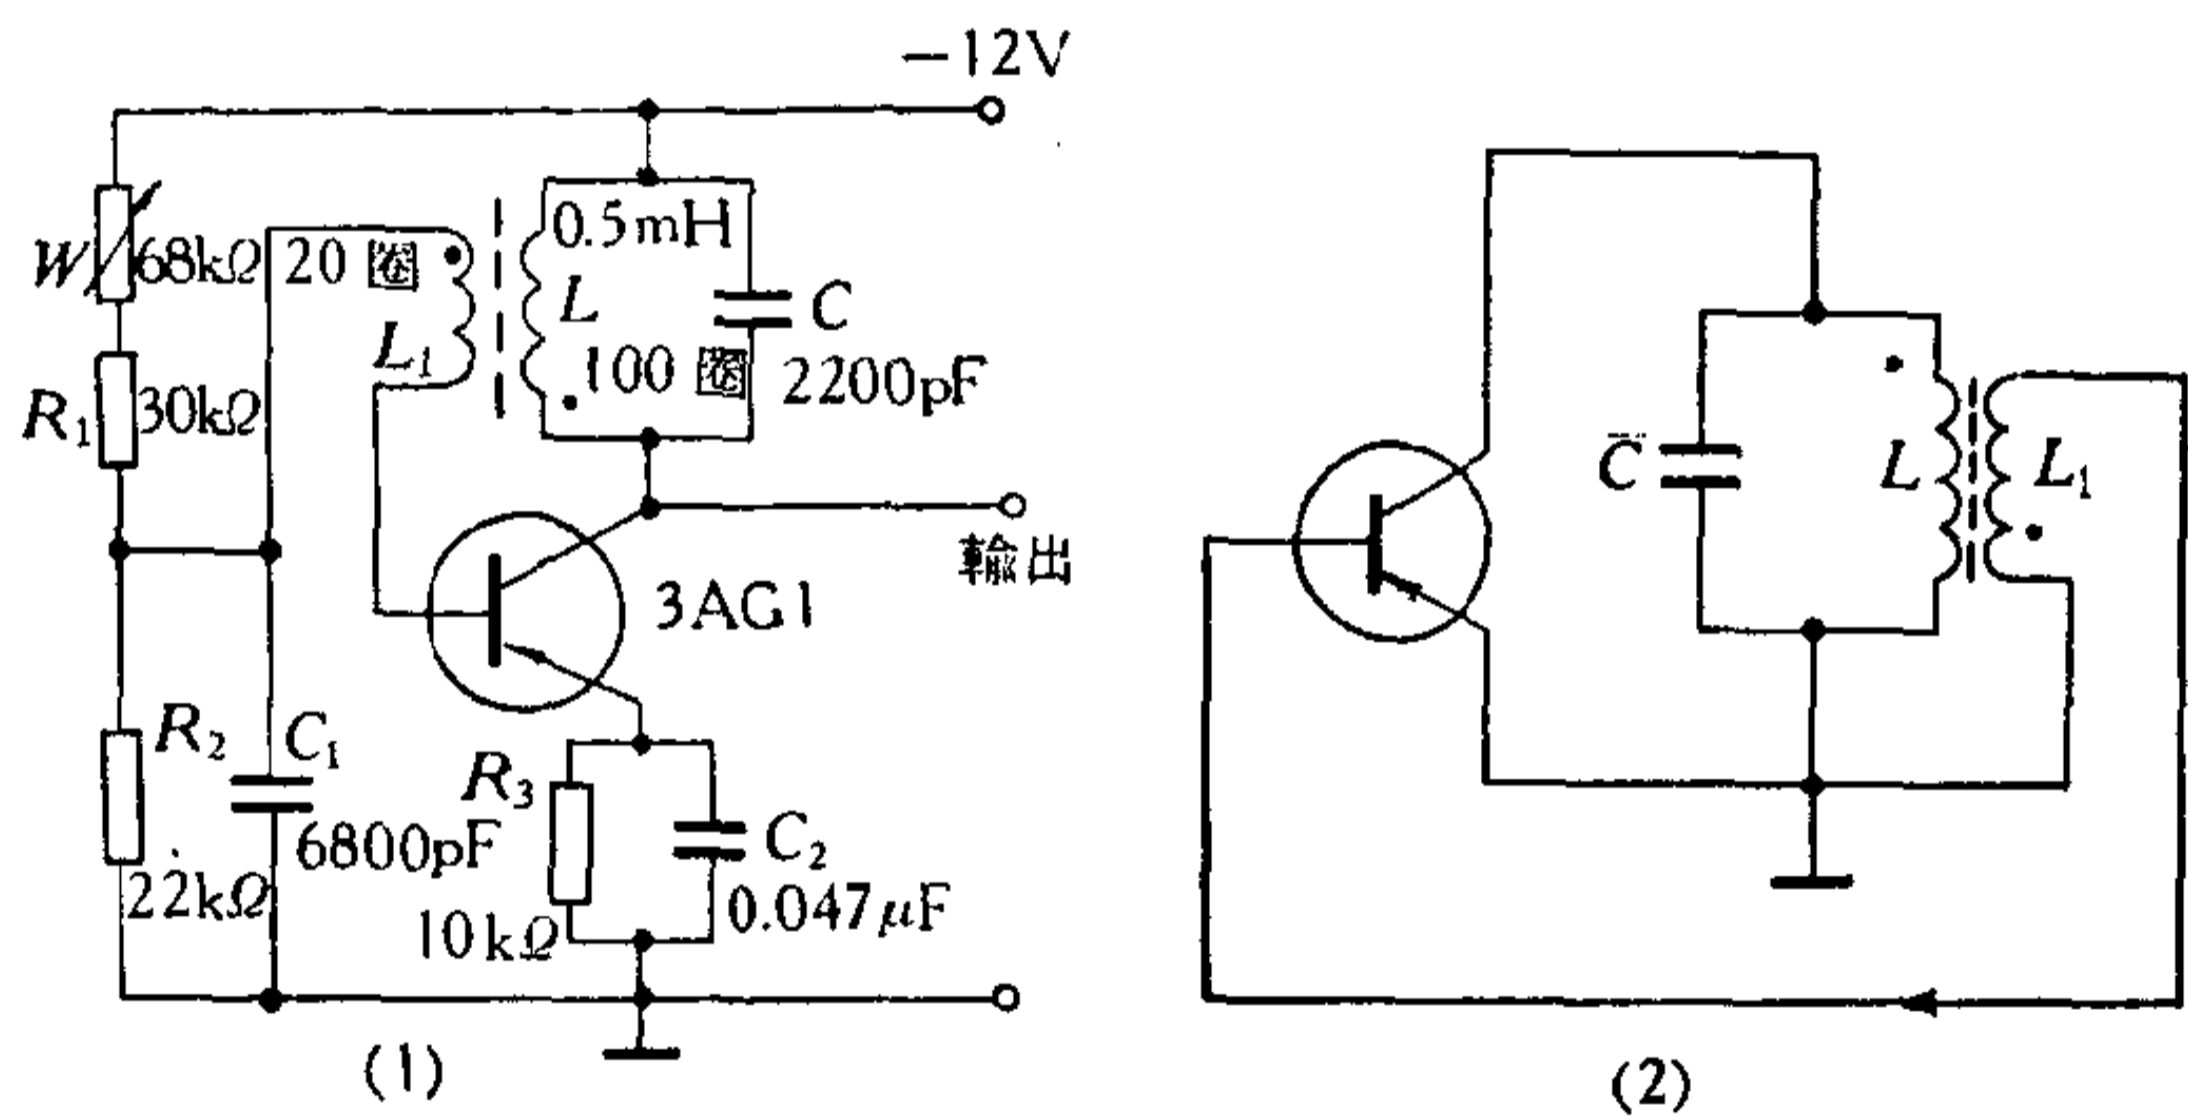 −12V
0.5mH
W 68kΩ 20 圈
L C
L₁ 100 圈 2200pF
R₁ 30kΩ
C̄ L L₁
輸出
3AG1
R₂ C₁
R₃
6800pF C₂
22kΩ 10kΩ 0.047μF
(1) (2)